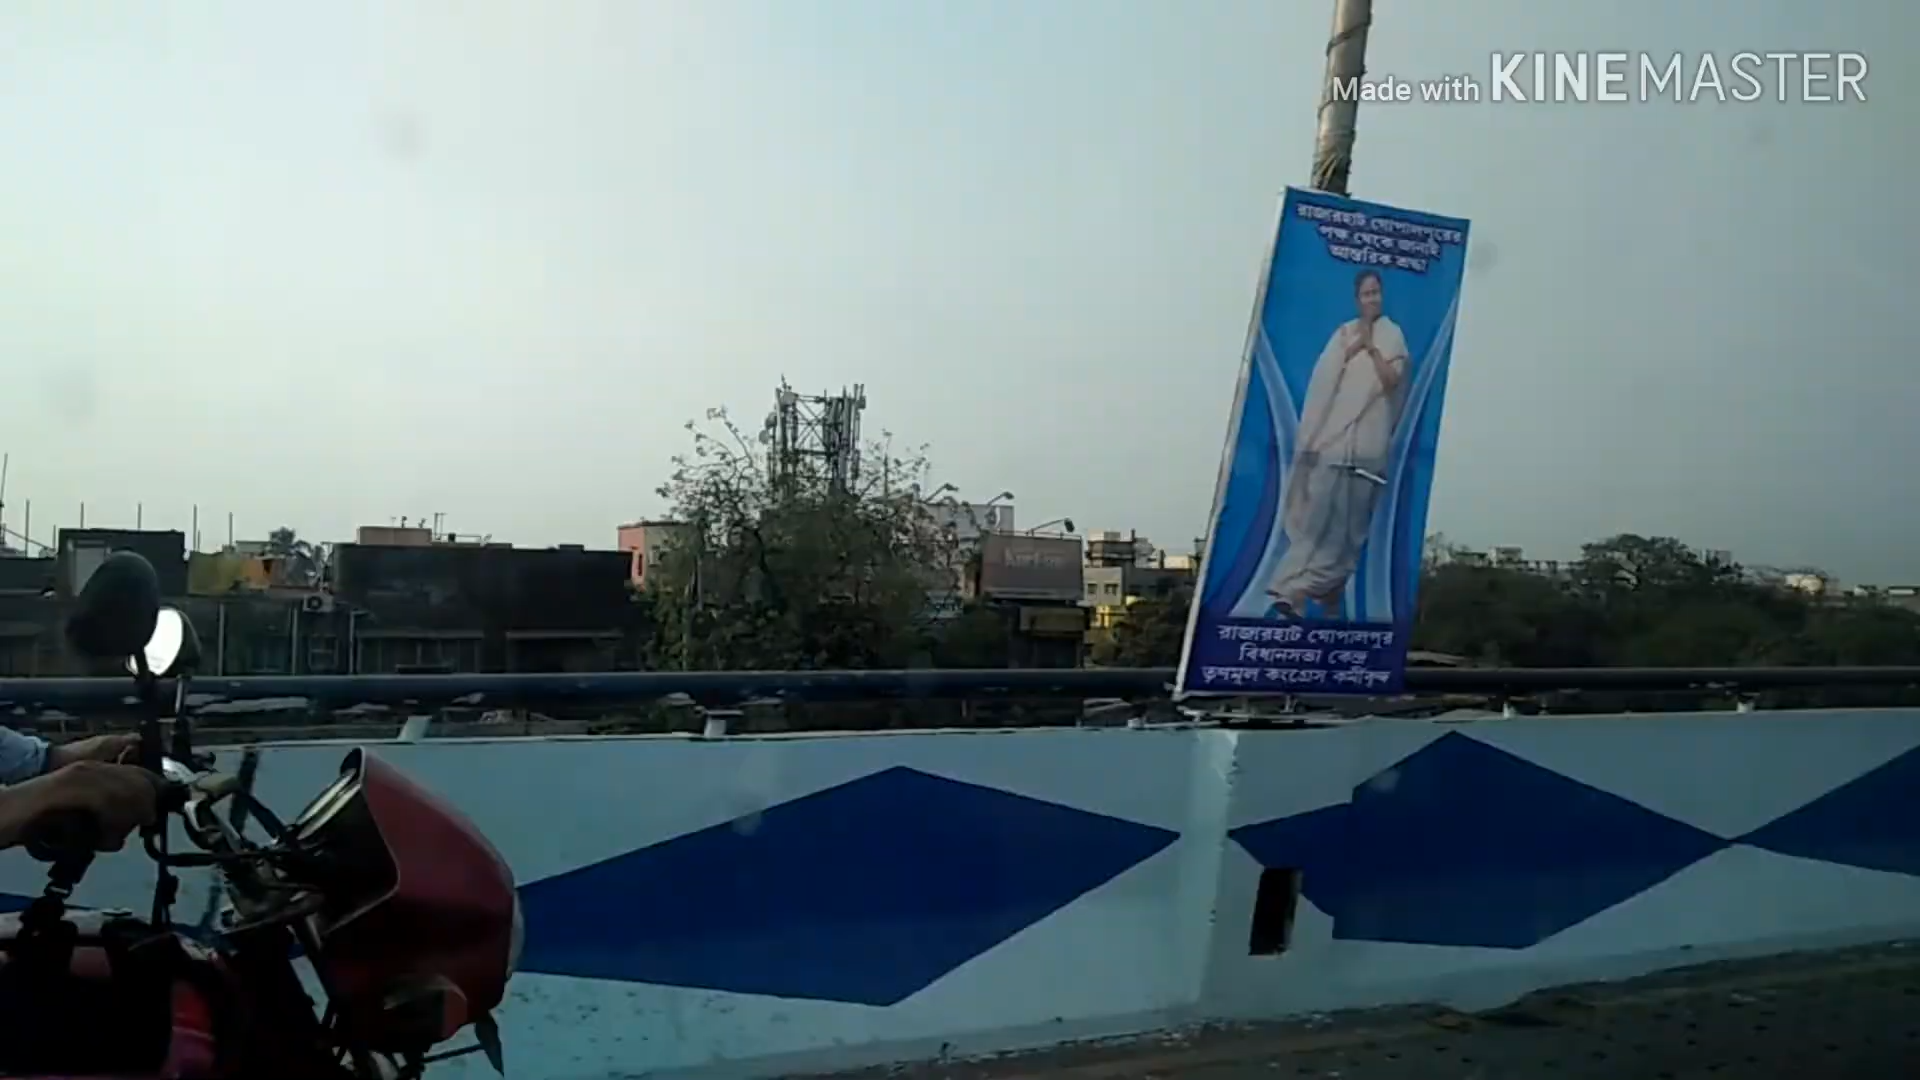 Made with KINEMASTER
রাজারহাট গোপালপুরের
পক্ষ থেকে জানাই
আন্তরিক শ্রদ্ধা
রাজারহাট গোপালপুর
বিধানসভা কেন্দ্র
তৃণমূল কংগ্রেস কর্মীবৃন্দ